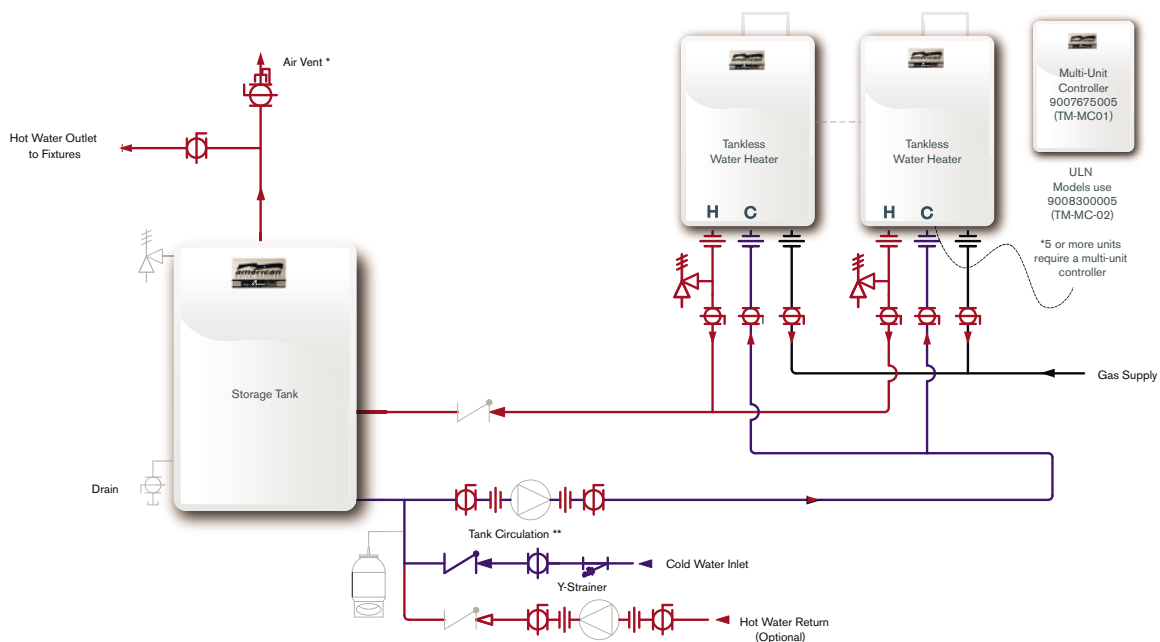 Air Vent *
Hot Water Outlet
to Fixtures
Tankless
Water Heater
H C
Tankless
Water Heater
H C
Multi-Unit
Controller
9007675005
(TM-MC01)
ULN
Models use
9008300005
(TM-MC-02)
*5 or more units
require a multi-unit
controller
Gas Supply
american
Storage Tank
Drain
Tank Circulation **
Cold Water Inlet
Y-Strainer
Hot Water Return
(Optional)